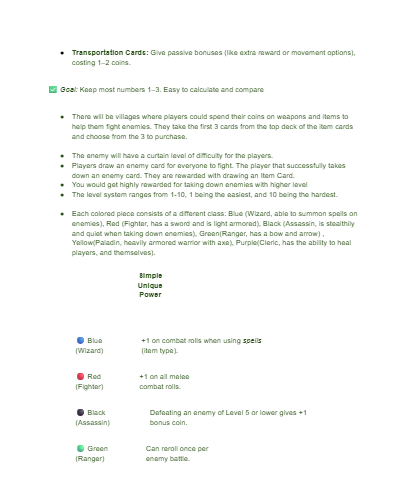 ● Transportation Cards: Give passive bonuses (like extra reward or movement options),
costing 1–2 coins.
✅ Goal: Keep most numbers 1–3. Easy to calculate and compare
● There will be villages where players could spend their coins on weapons and items to
help them fight enemies. They take the first 3 cards from the top deck of the item cards
and choose from the 3 to purchase.
● The enemy will have a curtain level of difficulty for the players.
● Players draw an enemy card for everyone to fight. The player that successfully takes
down an enemy card. They are rewarded with drawing an Item Card.
● You would get highly rewarded for taking down enemies with higher level
● The level system ranges from 1-10, 1 being the easiest, and 10 being the hardest.
● Each colored piece consists of a different class: Blue (Wizard, able to summon spells on
enemies), Red (Fighter, has a sword and is light armored), Black (Assassin, is stealthily
and quiet when taking down enemies), Green(Ranger, has a bow and arrow) ,
Yellow(Paladin, heavily armored warrior with axe), Purple(Cleric, has the ability to heal
players, and themselves).
Simple
Unique
Power
🔵 Blue +1 on combat rolls when using spells
(Wizard) (item type).
🔴 Red +1 on all melee
(Fighter) combat rolls.
⚫ Black Defeating an enemy of Level 5 or lower gives +1
(Assassin) bonus coin.
🟢 Green Can reroll once per
(Ranger) enemy battle.